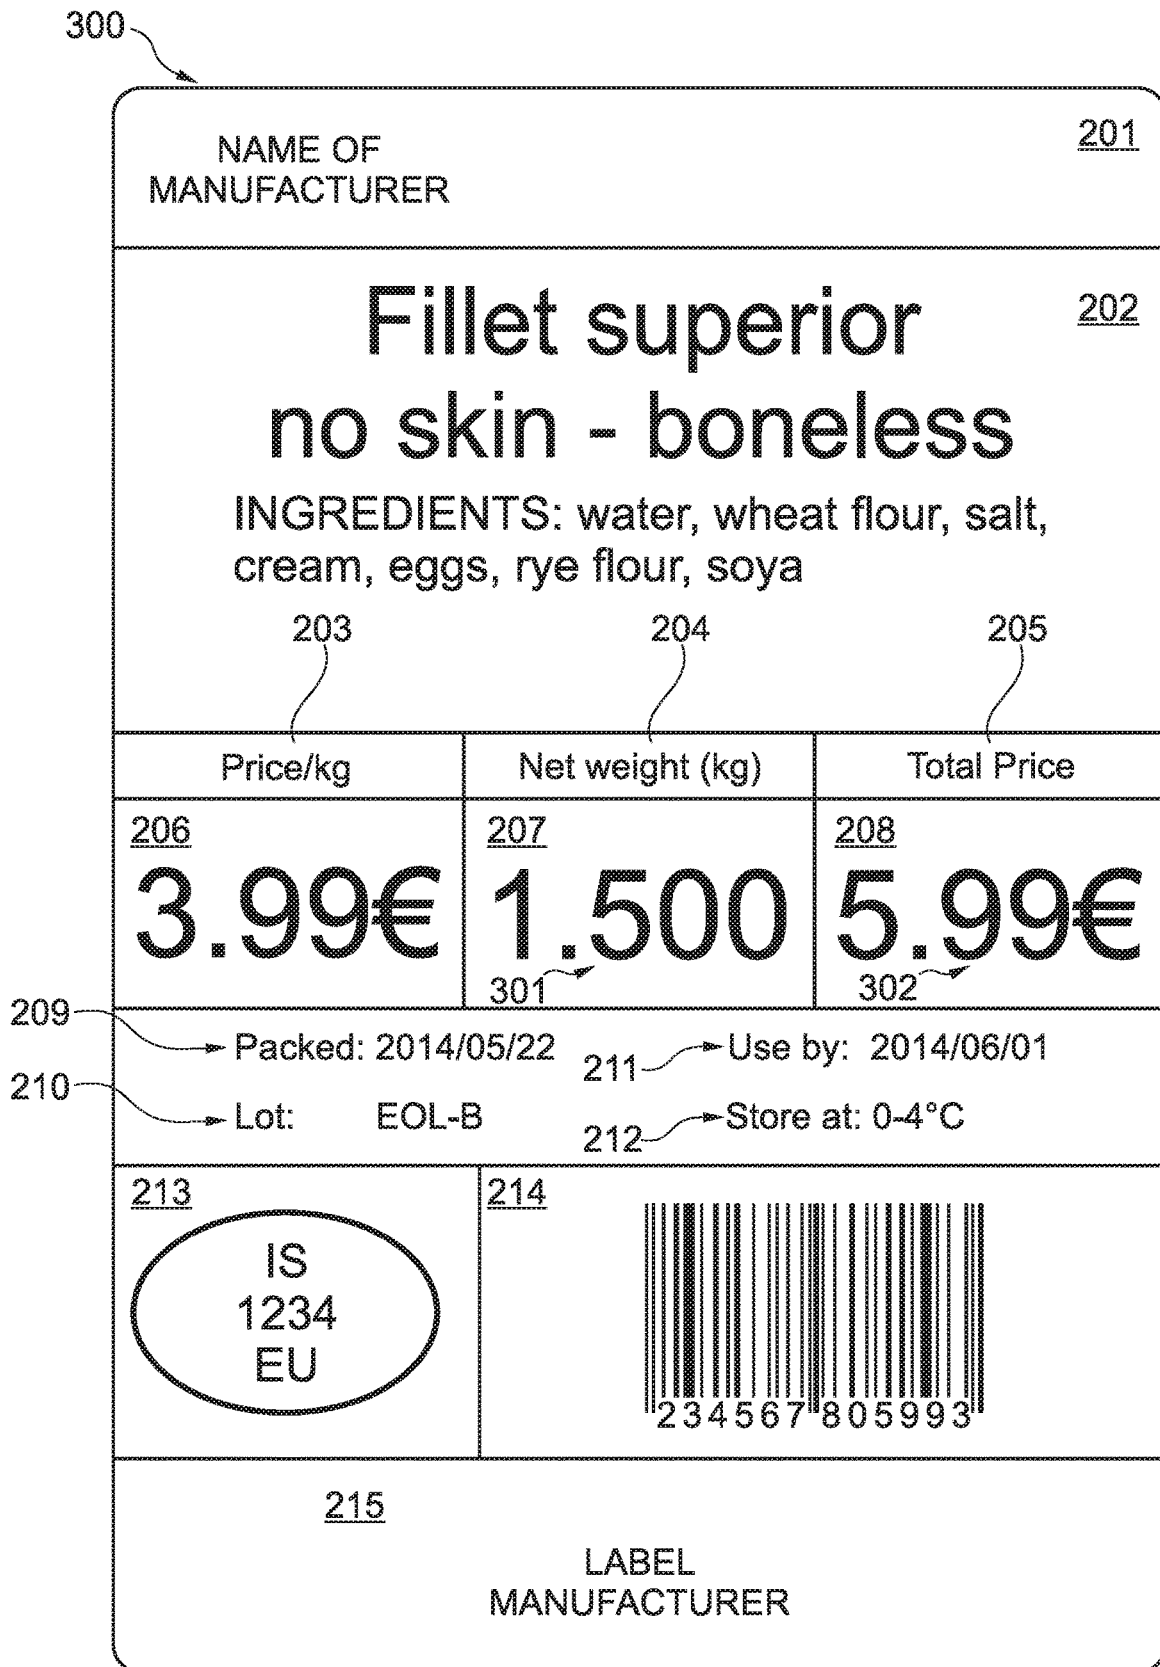 300
NAME OF 201
MANUFACTURER
Fillet superior 202
no skin - boneless
INGREDIENTS: water, wheat flour, salt,
cream, eggs, rye flour, soya
203 204 205
Price/kg Net weight (kg) Total Price
206 207 208
3.99€ 1.500 5.99€
301 302
209 Packed: 2014/05/22 211 Use by: 2014/06/01
210 Lot: EOL-B 212 Store at: 0-4°C
213 214
IS
1234
EU
234567 805993
215
LABEL
MANUFACTURER